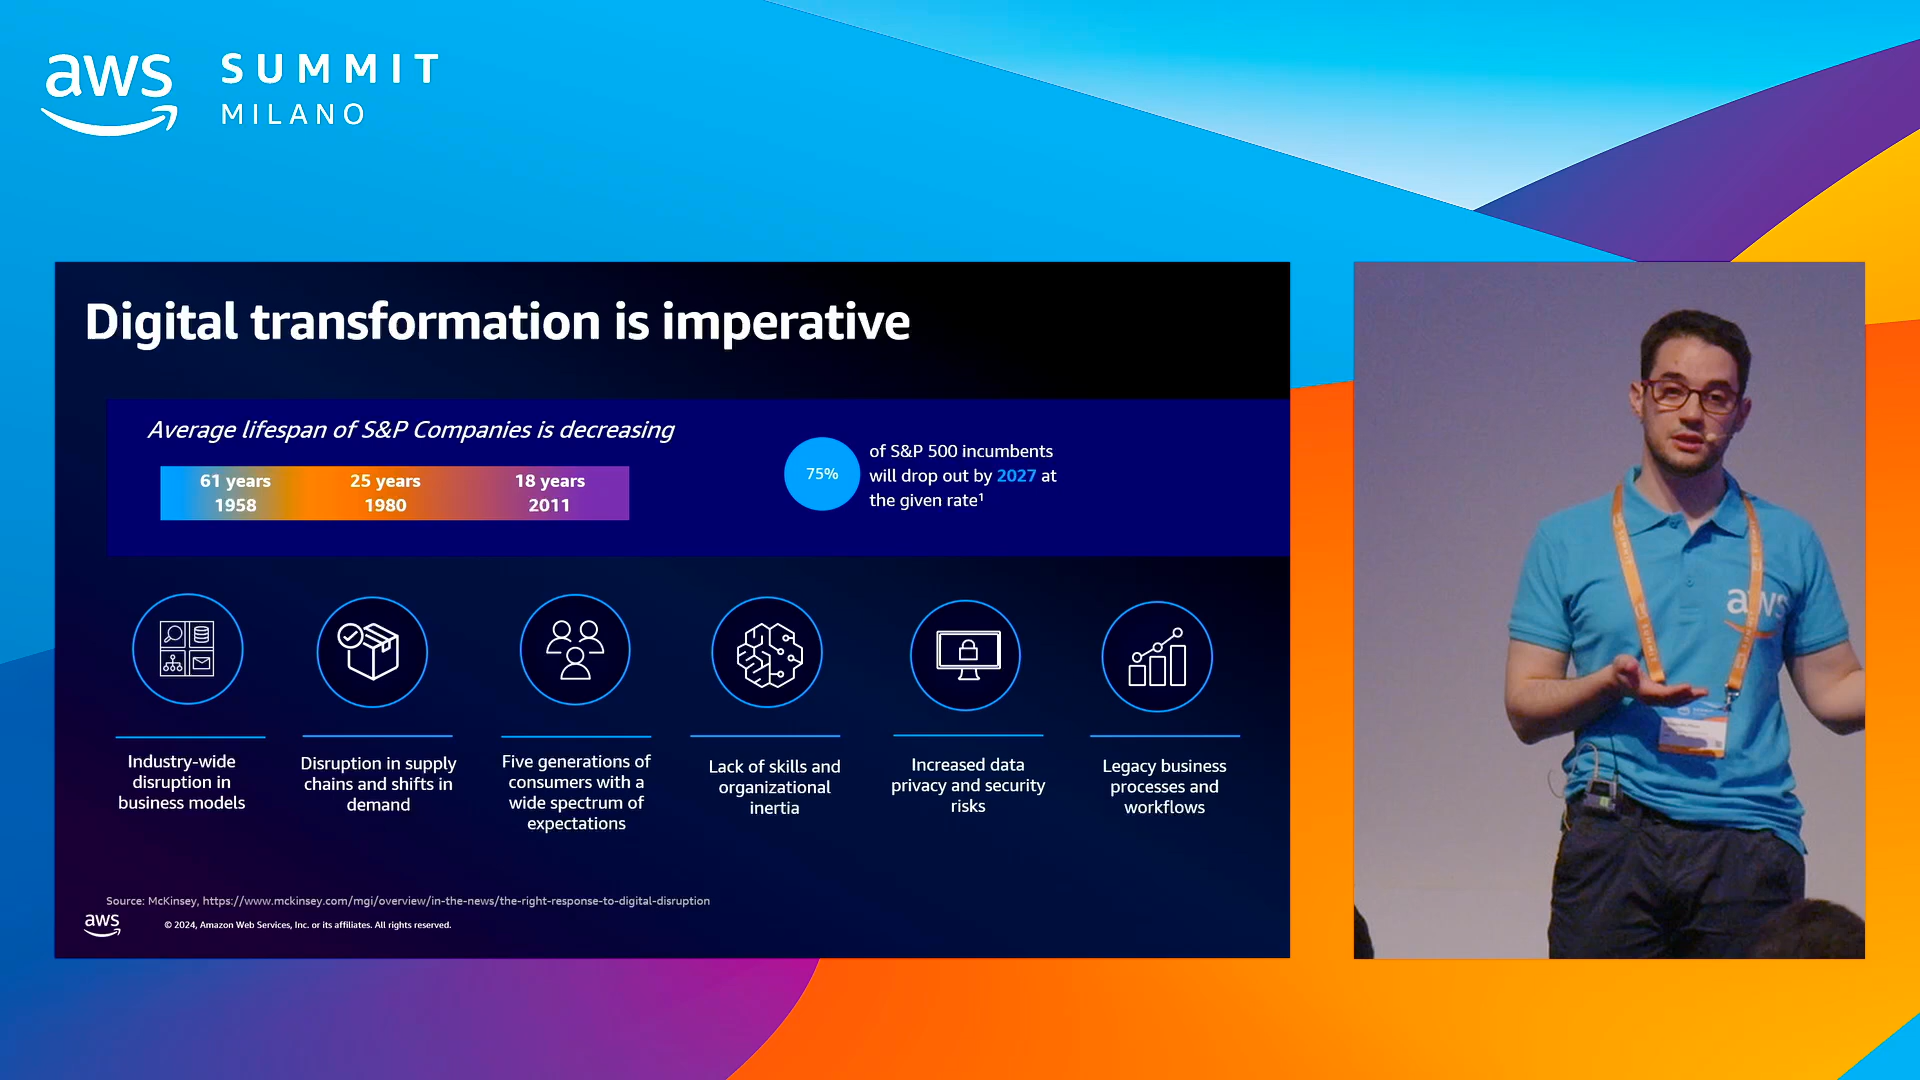 aws
SUMMIT
MILANO
Digital transformation is imperative
Average lifespan of S&P Companies is decreasing
61 years
1958
25 years
1980
18 years
2011
75%
of S&P 500 incumbents
will drop out by 2027 at
the given rate¹
Industry-wide
disruption in
business models
Disruption in supply
chains and shifts in
demand
Five generations of
consumers with a
wide spectrum of
expectations
Lack of skills and
organizational
inertia
Increased data
privacy and security
risks
Legacy business
processes and
workflows
Source: McKinsey, https://www.mckinsey.com/mgi/overview/in-the-news/the-right-response-to-digital-disruption
aws
© 2024, Amazon Web Services, Inc. or its affiliates. All rights reserved.
aws